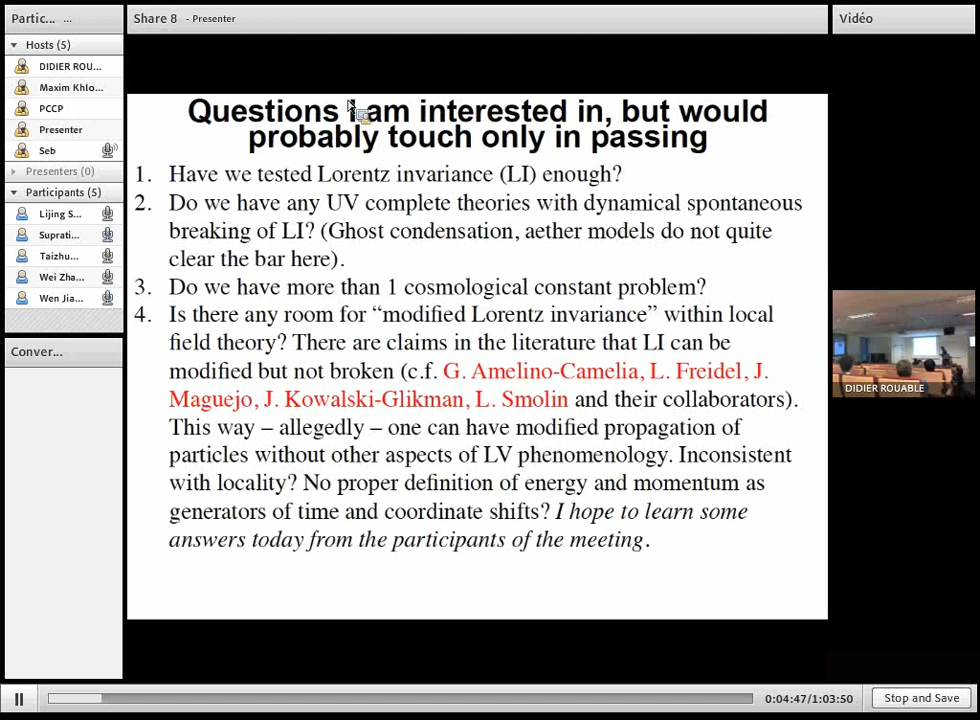 Partic... ...
Share 8 - Presenter
Vidéo
Hosts (5)
DIDIER ROU...
Maxim Khlo...
PCCP
Presenter
Seb
Presenters (0)
Participants (5)
Lijing S...
Suprati...
Taizhu...
Wei Zha...
Wen Jia...
Conver...
Questions I am interested in, but would
probably touch only in passing
1. Have we tested Lorentz invariance (LI) enough?
2. Do we have any UV complete theories with dynamical spontaneous
breaking of LI? (Ghost condensation, aether models do not quite
clear the bar here).
3. Do we have more than 1 cosmological constant problem?
4. Is there any room for “modified Lorentz invariance” within local
field theory? There are claims in the literature that LI can be
modified but not broken (c.f. G. Amelino-Camelia, L. Freidel, J.
Maguejo, J. Kowalski-Glikman, L. Smolin and their collaborators).
This way – allegedly – one can have modified propagation of
particles without other aspects of LV phenomenology. Inconsistent
with locality? No proper definition of energy and momentum as
generators of time and coordinate shifts? I hope to learn some
answers today from the participants of the meeting.
DIDIER ROUABLE
0:04:47/1:03:50
Stop and Save